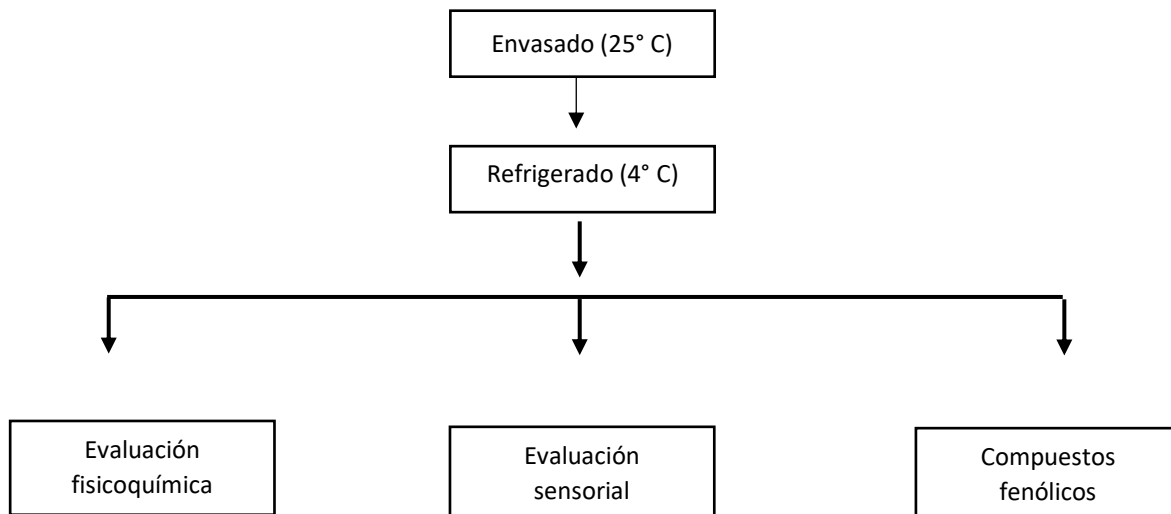 Envasado (25° C)
Refrigerado (4° C)
Evaluación
fisicoquímica
Evaluación
sensorial
Compuestos
fenólicos